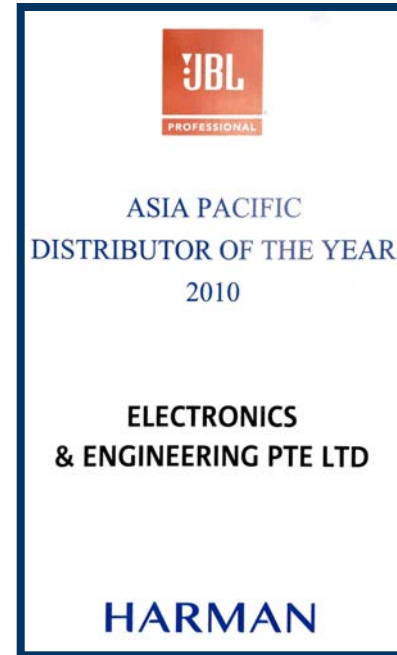 JBL
PROFESSIONAL
ASIA PACIFIC
DISTRIBUTOR OF THE YEAR
2010
ELECTRONICS
& ENGINEERING PTE LTD
HARMAN